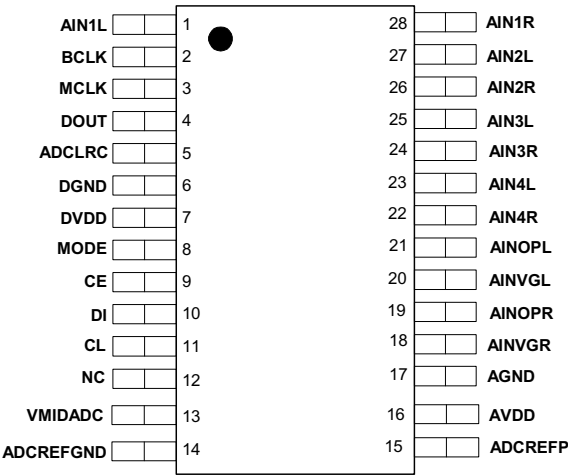 AIN1L 1 28 AIN1R
BCLK 2 27 AIN2L
MCLK 3 26 AIN2R
DOUT 4 25 AIN3L
ADCLRC 5 24 AIN3R
DGND 6 23 AIN4L
DVDD 7 22 AIN4R
MODE 8 21 AINOPL
CE 9 20 AINVGL
DI 10 19 AINOPR
CL 11 18 AINVGR
NC 12 17 AGND
VMIDADC 13 16 AVDD
ADCREFGND 14 15 ADCREFP